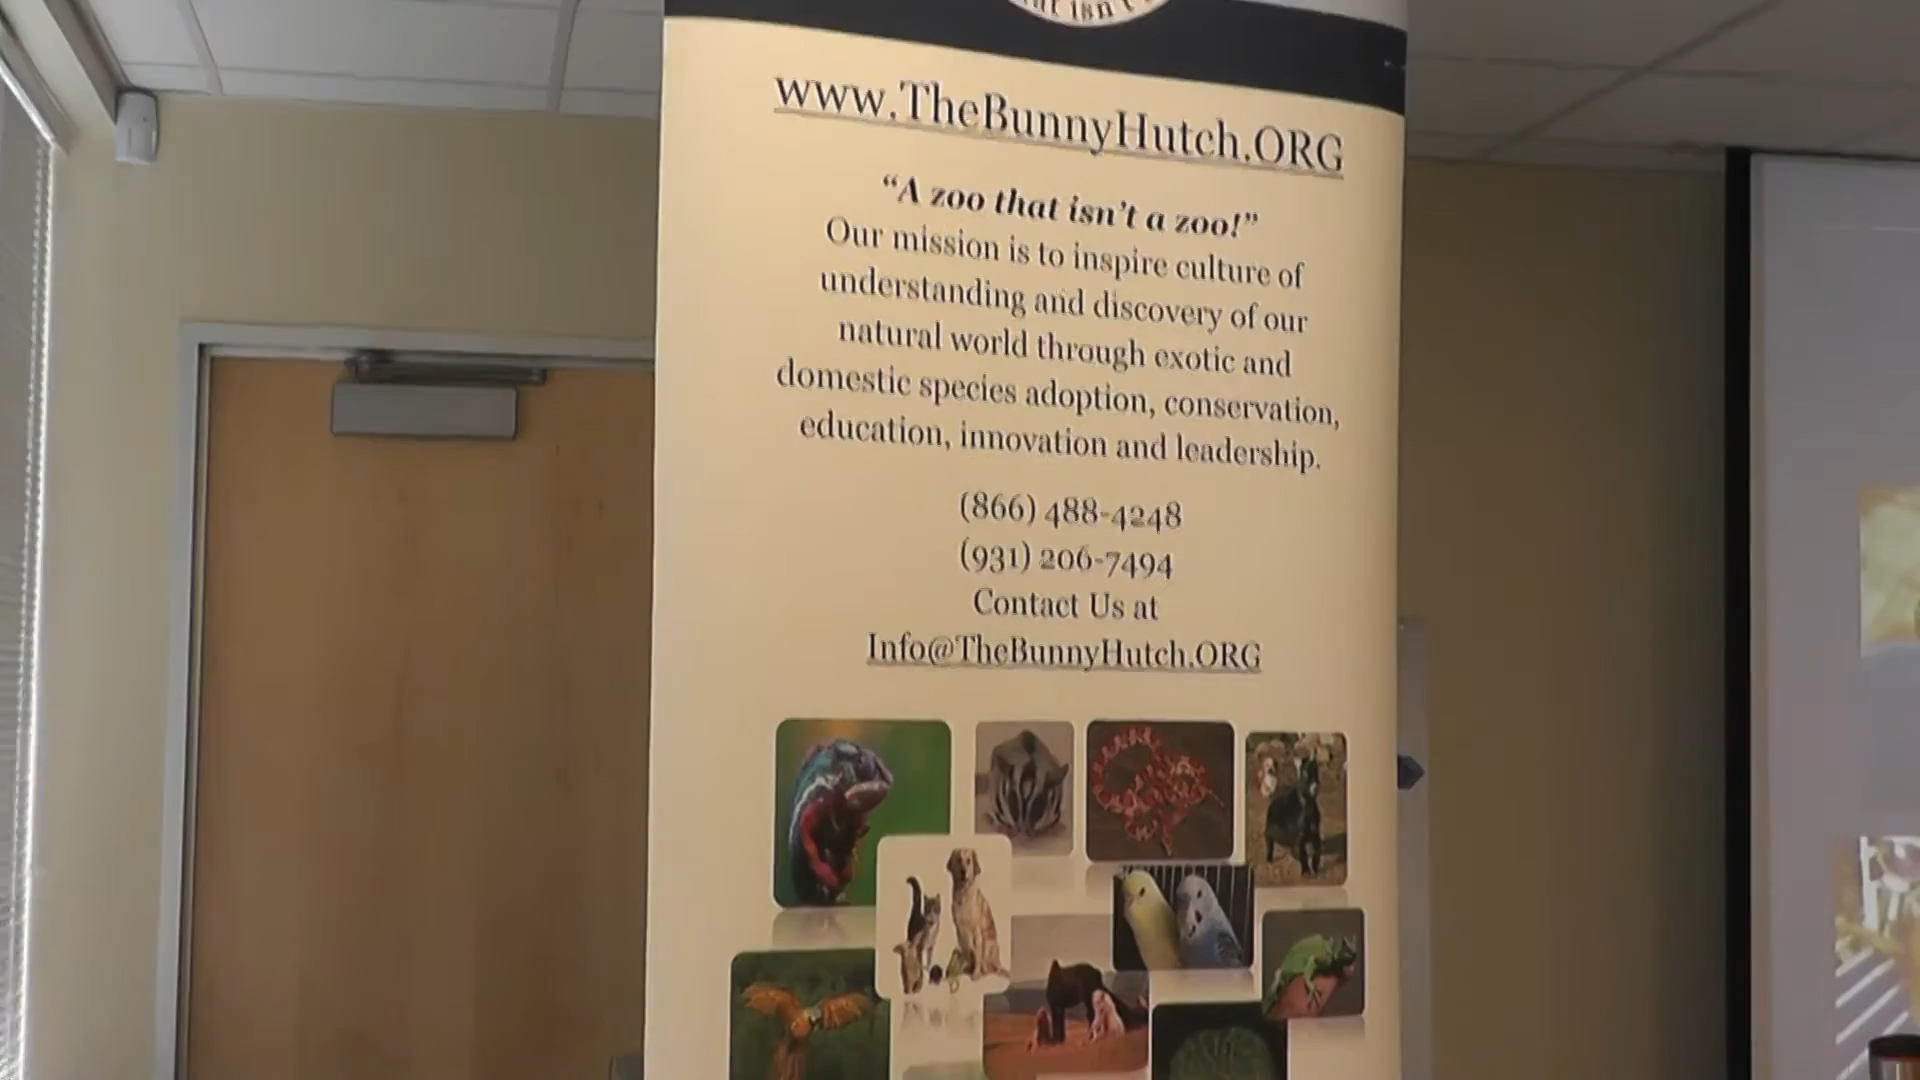 isn't
www.TheBunnyHutch.ORG
“A zoo that isn’t a zoo!”
Our mission is to inspire culture of
understanding and discovery of our
natural world through exotic and
domestic species adoption, conservation,
education, innovation and leadership.
(866) 488-4248
(931) 206-7494
Contact Us at
Info@TheBunnyHutch.ORG